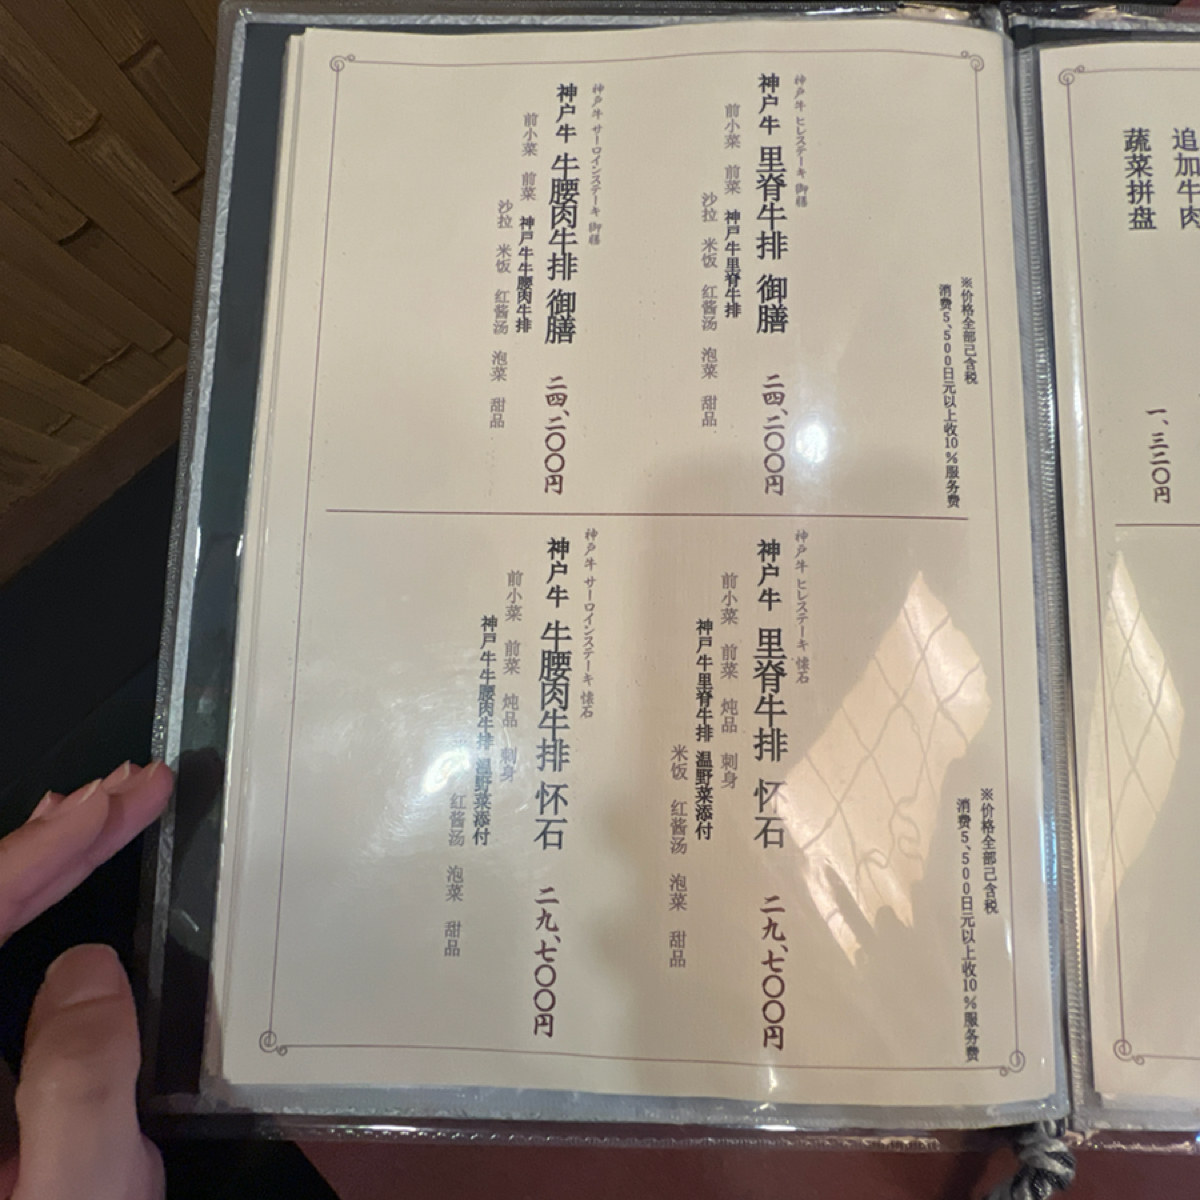 追加牛肉
蔬菜拼盘
一、三二〇円
※价格全部已含税
消费5、500日元以上收10%服务费
神戸牛 ヒレステーキ 御膳
神户牛 里脊牛排 御膳 二四、二〇〇円
前小菜 前菜 神戸牛里脊牛排
沙拉 米饭 红酱汤 泡菜 甜品
神戸牛 サーロインステーキ 御膳
神户牛 牛腰肉牛排 御膳 二四、二〇〇円
前小菜 前菜 神戸牛牛腰肉牛排
沙拉 米饭 红酱汤 泡菜 甜品
※价格全部已含税
消费5、500日元以上收10%服务费
神戸牛 ヒレステーキ 懐石
神户牛 里脊牛排 怀石 二九、七〇〇円
前小菜 前菜 炖品 刺身
神戸牛里脊牛排 温野菜添付
米饭 红酱汤 泡菜 甜品
神戸牛 サーロインステーキ 懐石
神户牛 牛腰肉牛排 怀石 二九、七〇〇円
前小菜 前菜 炖品 刺身
神戸牛牛腰肉牛排 温野菜添付
红酱汤 泡菜 甜品